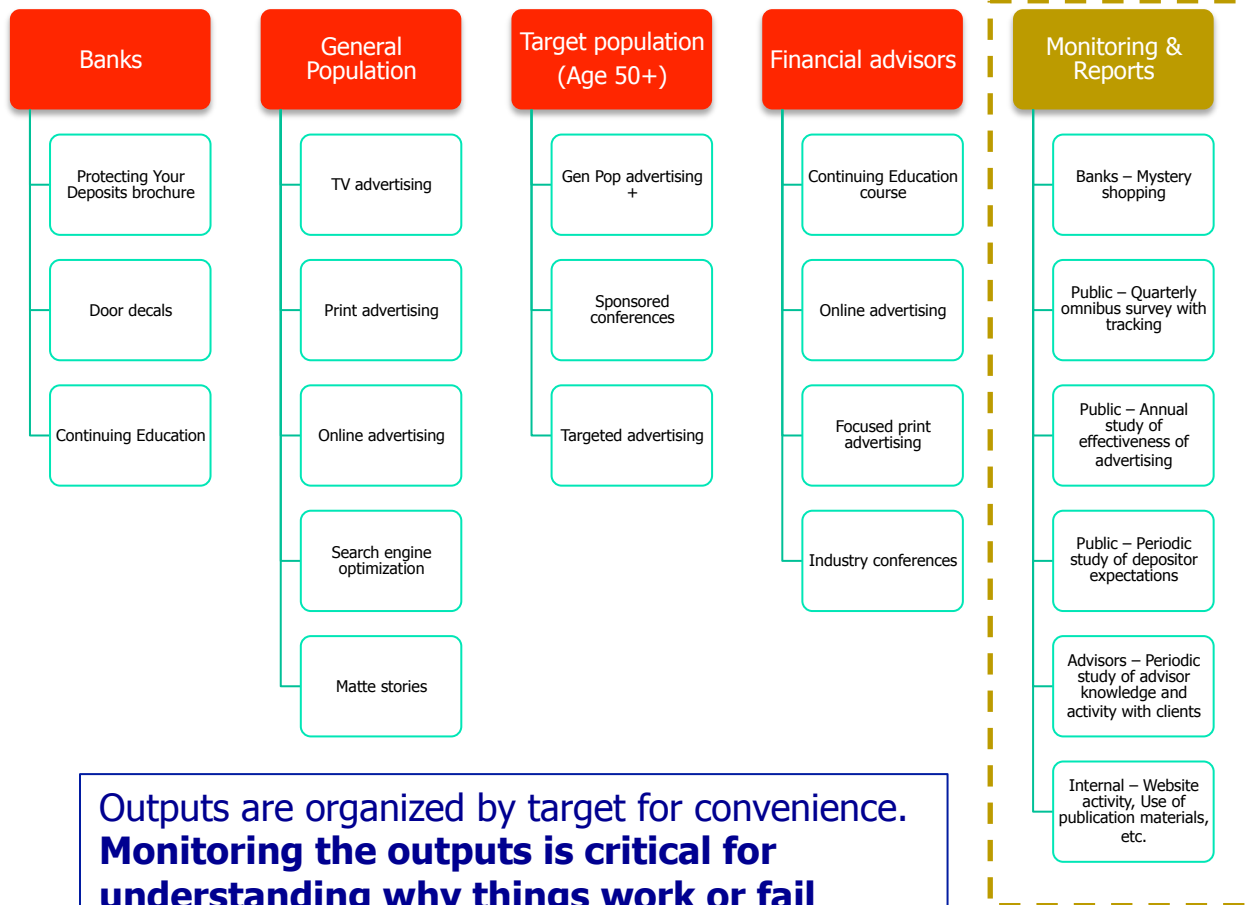 Banks
Protecting Your
Deposits brochure
Door decals
Continuing Education
General
Population
TV advertising
Print advertising
Online advertising
Search engine
optimization
Matte stories
Target population
(Age 50+)
Gen Pop advertising
+
Sponsored
conferences
Targeted advertising
Financial advisors
Continuing Education
course
Online advertising
Focused print
advertising
Industry conferences
Monitoring &
Reports
Banks – Mystery
shopping
Public – Quarterly
omnibus survey with
tracking
Public – Annual
study of
effectiveness of
advertising
Public – Periodic
study of depositor
expectations
Advisors – Periodic
study of advisor
knowledge and
activity with clients
Internal – Website
activity, Use of
publication materials,
etc.
Outputs are organized by target for convenience.
Monitoring the outputs is critical for
understanding why things work or fail